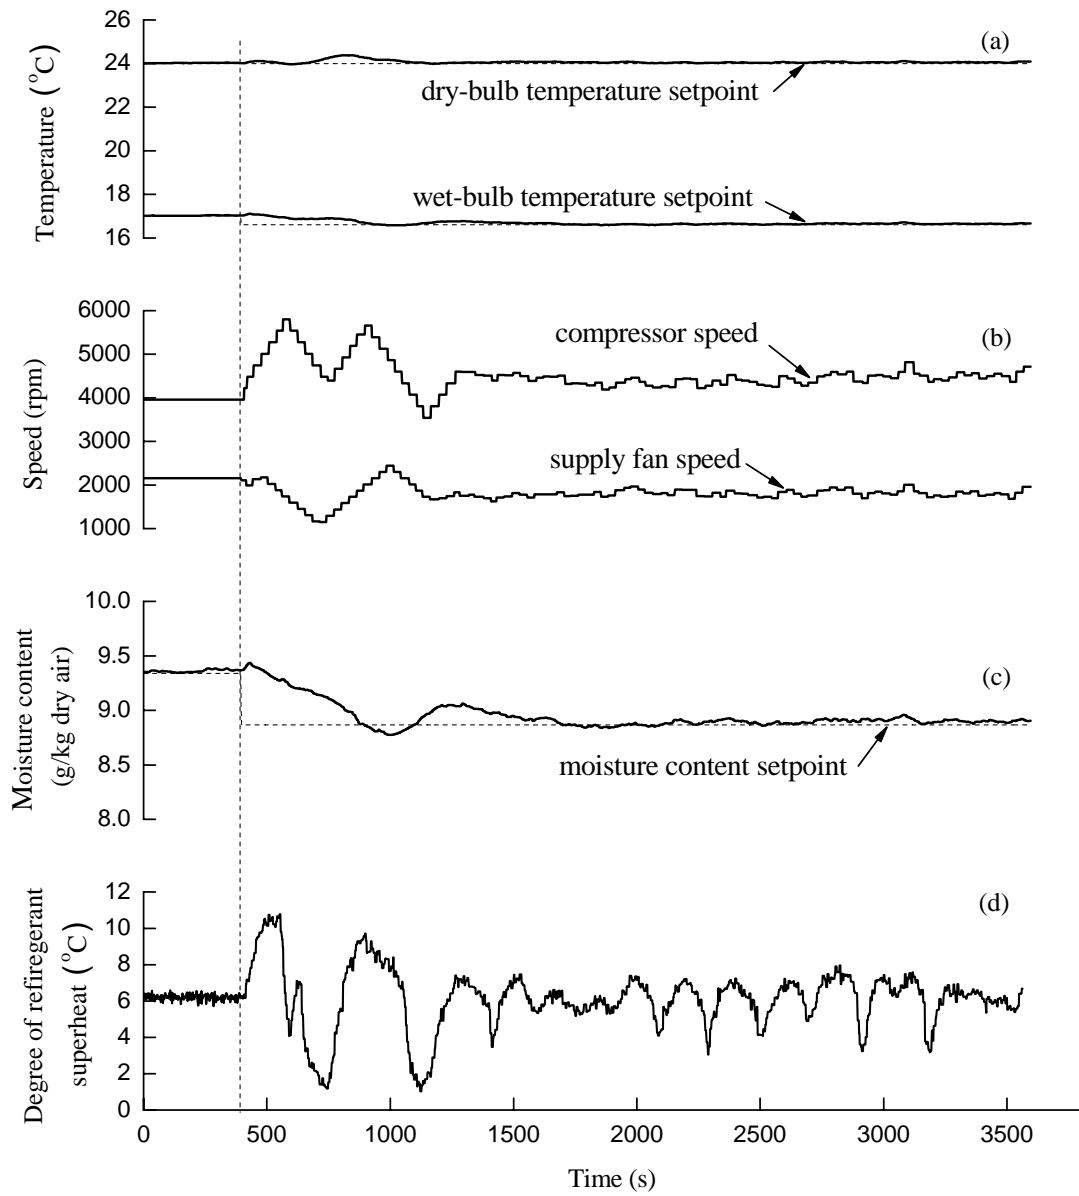 26
24
22
20
18
16
Temperature (°C)
(a)
dry-bulb temperature setpoint
wet-bulb temperature setpoint
6000
5000
4000
3000
2000
1000
Speed (rpm)
(b)
compressor speed
supply fan speed
10.0
9.5
9.0
8.5
8.0
Moisture content
(g/kg dry air)
(c)
moisture content setpoint
12
10
8
6
4
2
0
Degree of refiregerant
superheat (°C)
(d)
0 500 1000 1500 2000 2500 3000 3500
Time (s)